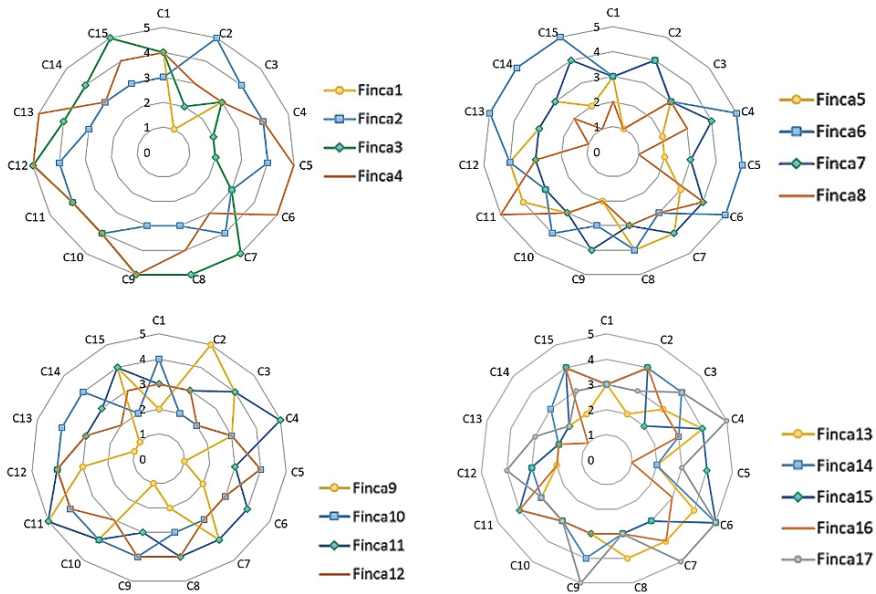 C1
C2
C3
C4
C5
C6
C7
C8
C9
C10
C11
C12
C13
C14
C15
5
4
3
2
1
0
Finca1
Finca2
Finca3
Finca4
C1
C2
C3
C4
C5
C6
C7
C8
C9
C10
C11
C12
C13
C14
C15
5
4
3
2
1
0
Finca5
Finca6
Finca7
Finca8
C1
C2
C3
C4
C5
C6
C7
C8
C9
C10
C11
C12
C13
C14
C15
5
4
3
2
1
0
Finca9
Finca10
Finca11
Finca12
C1
C2
C3
C4
C5
C6
C7
C8
C9
C10
C11
C12
C13
C14
C15
5
4
3
2
1
0
Finca13
Finca14
Finca15
Finca16
Finca17